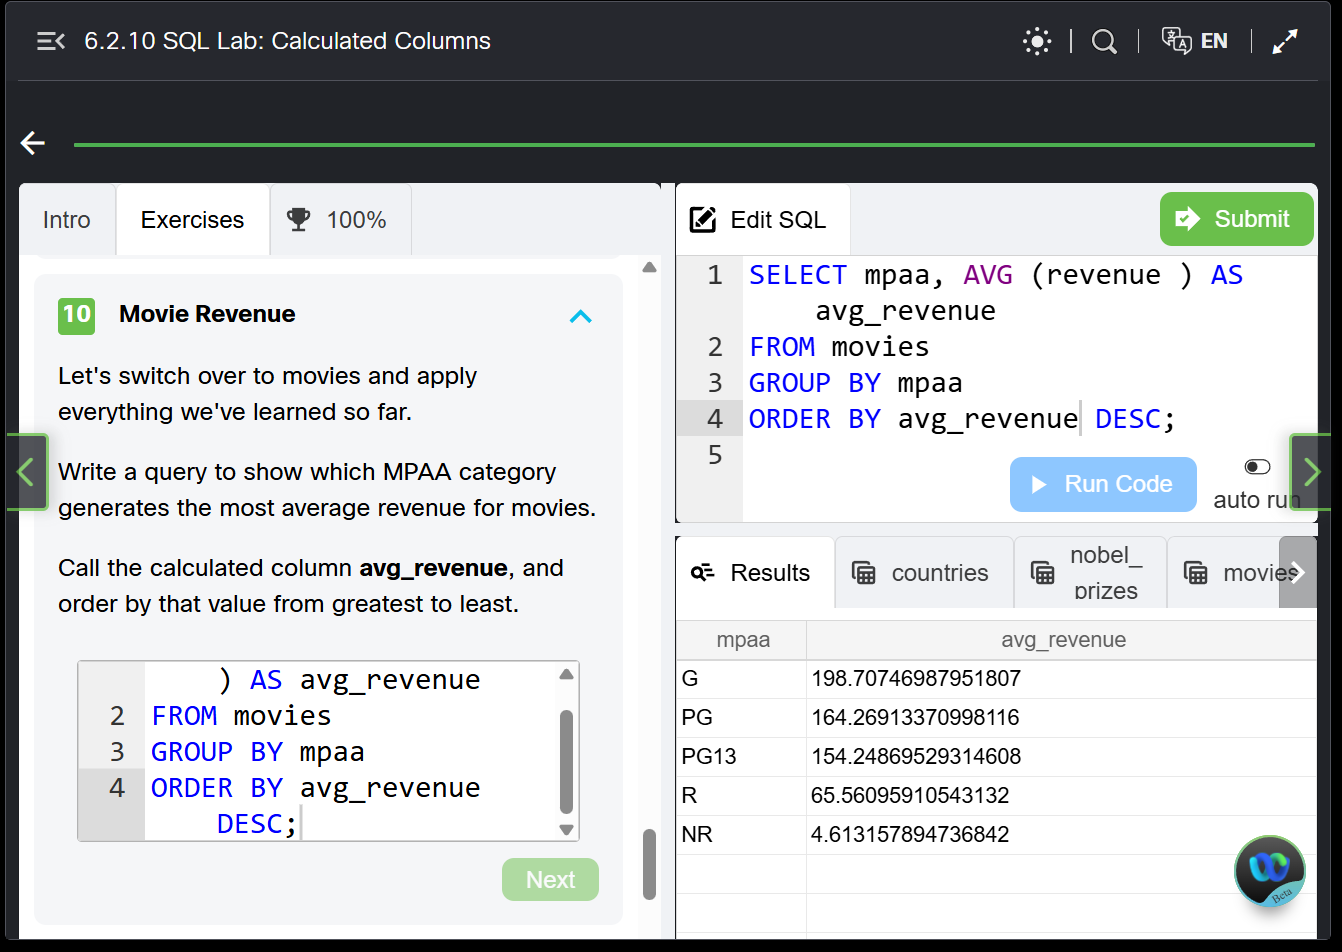 6.2.10 SQL Lab: Calculated Columns
EN
Intro
Exercises
100%
10 Movie Revenue
Let's switch over to movies and apply
everything we've learned so far.
Write a query to show which MPAA category
generates the most average revenue for movies.
Call the calculated column avg_revenue, and
order by that value from greatest to least.
) AS avg_revenue
2 FROM movies
3 GROUP BY mpaa
4 ORDER BY avg_revenue
DESC;
Next
Edit SQL
Submit
1 SELECT mpaa, AVG (revenue ) AS
avg_revenue
2 FROM movies
3 GROUP BY mpaa
4 ORDER BY avg_revenue DESC;
5
Run Code
auto run
Results
countries
nobel_
prizes
movies
mpaa avg_revenue
G 198.70746987951807
PG 164.26913370998116
PG13 154.24869529314608
R 65.56095910543132
NR 4.613157894736842
Beta